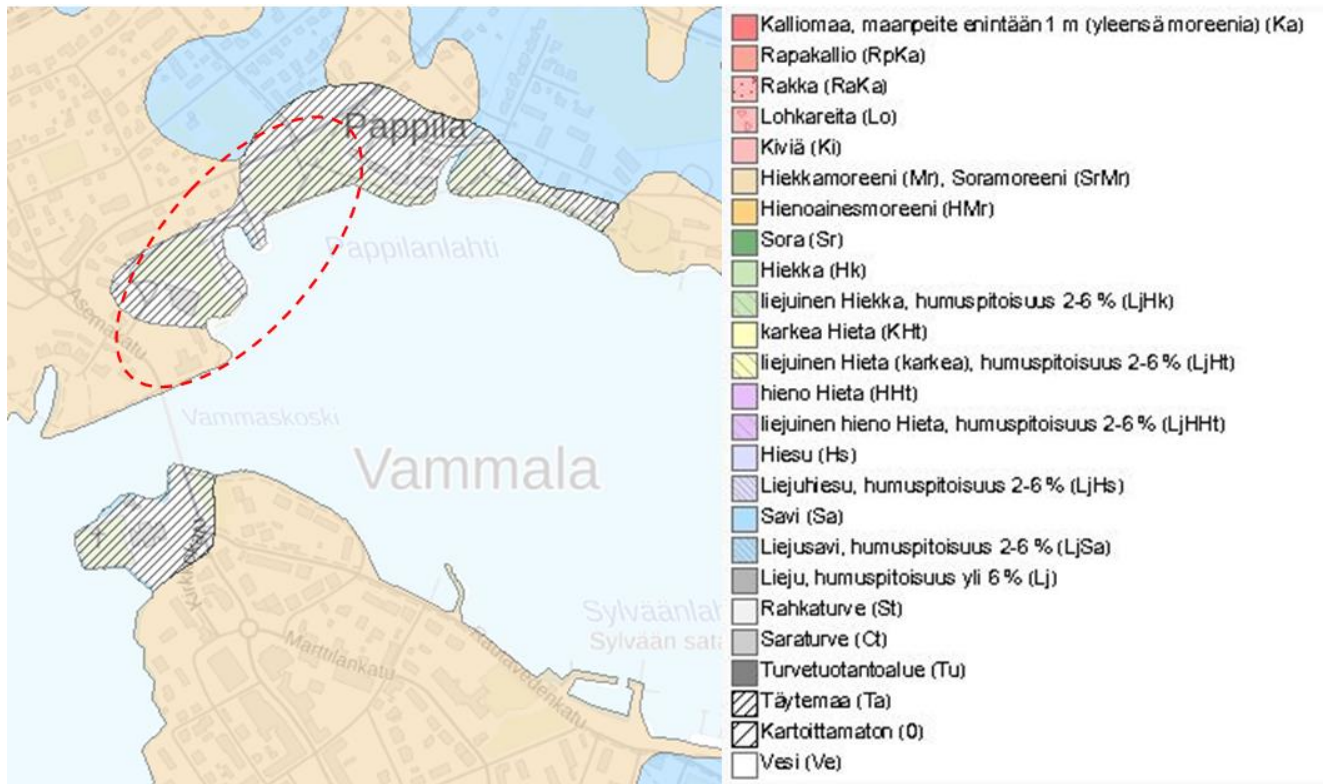 Pappila
Pappilanlahti
Asemakatu
Vammaskoski
Vammala
Kirkkokatu
Marttilankatu
Rautavedenkatu
Sylväänlah
Sylvään sata
Kalliomaa, maanpeite enintään 1 m (yleensä moreenia) (Ka)
Rapakallio (RpKa)
Rakka (RaKa)
Lohkareita (Lo)
Kiviä (Ki)
Hiekkamoreeni (Mr), Soramoreeni (SrMr)
Hienoainesmoreeni (HMr)
Sora (Sr)
Hiekka (Hk)
liejuinen Hiekka, humuspitoisuus 2-6 % (LjHk)
karkea Hieta (KHt)
liejuinen Hieta (karkea), humuspitoisuus 2-6 % (LjHt)
hieno Hieta (HHt)
liejuinen hieno Hieta, humuspitoisuus 2-6 % (LjHHt)
Hiesu (Hs)
Liejuhiesu, humuspitoisuus 2-6 % (LjHs)
Savi (Sa)
Liejusavi, humuspitoisuus 2-6 % (LjSa)
Lieju, humuspitoisuus yli 6 % (Lj)
Rahkaturve (St)
Saraturve (Ct)
Turvetuotantoalue (Tu)
Täytemaa (Ta)
Kartoittamaton (0)
Vesi (Ve)